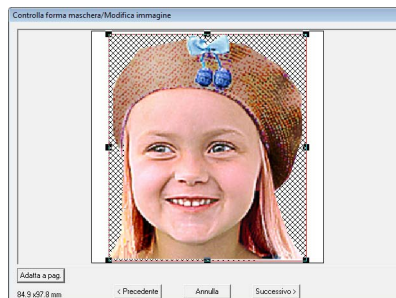 Controlla forma maschera/Modifica immagine
Adatta a pag.
84.9 x97.8 mm
< Precedente
Annulla
Successivo >